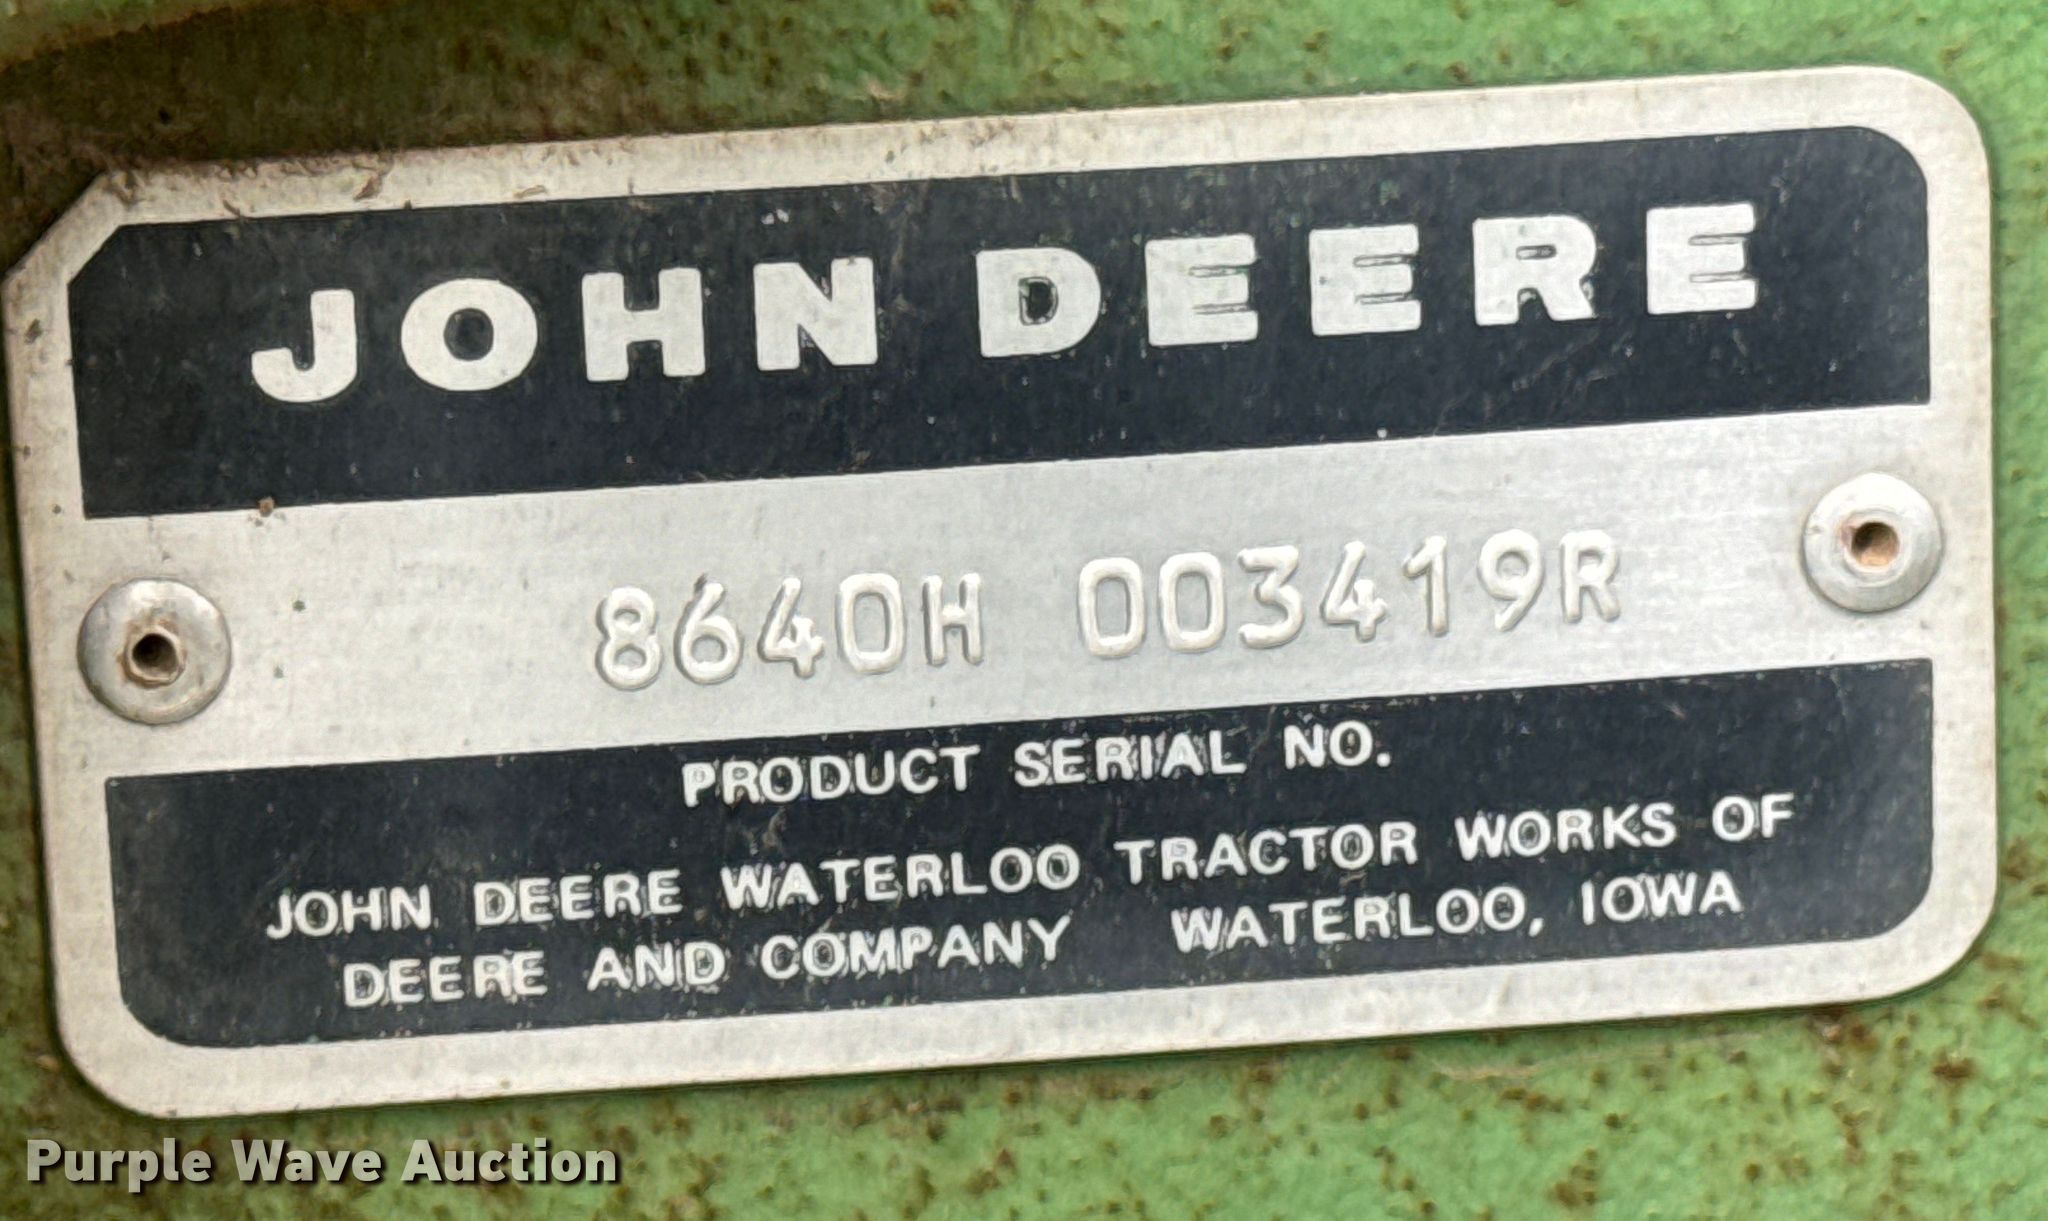 JOHN DEERE
8640H 003419R
PRODUCT SERIAL NO.
JOHN DEERE WATERLOO TRACTOR WORKS OF
DEERE AND COMPANY WATERLOO, IOWA
Purple Wave Auction